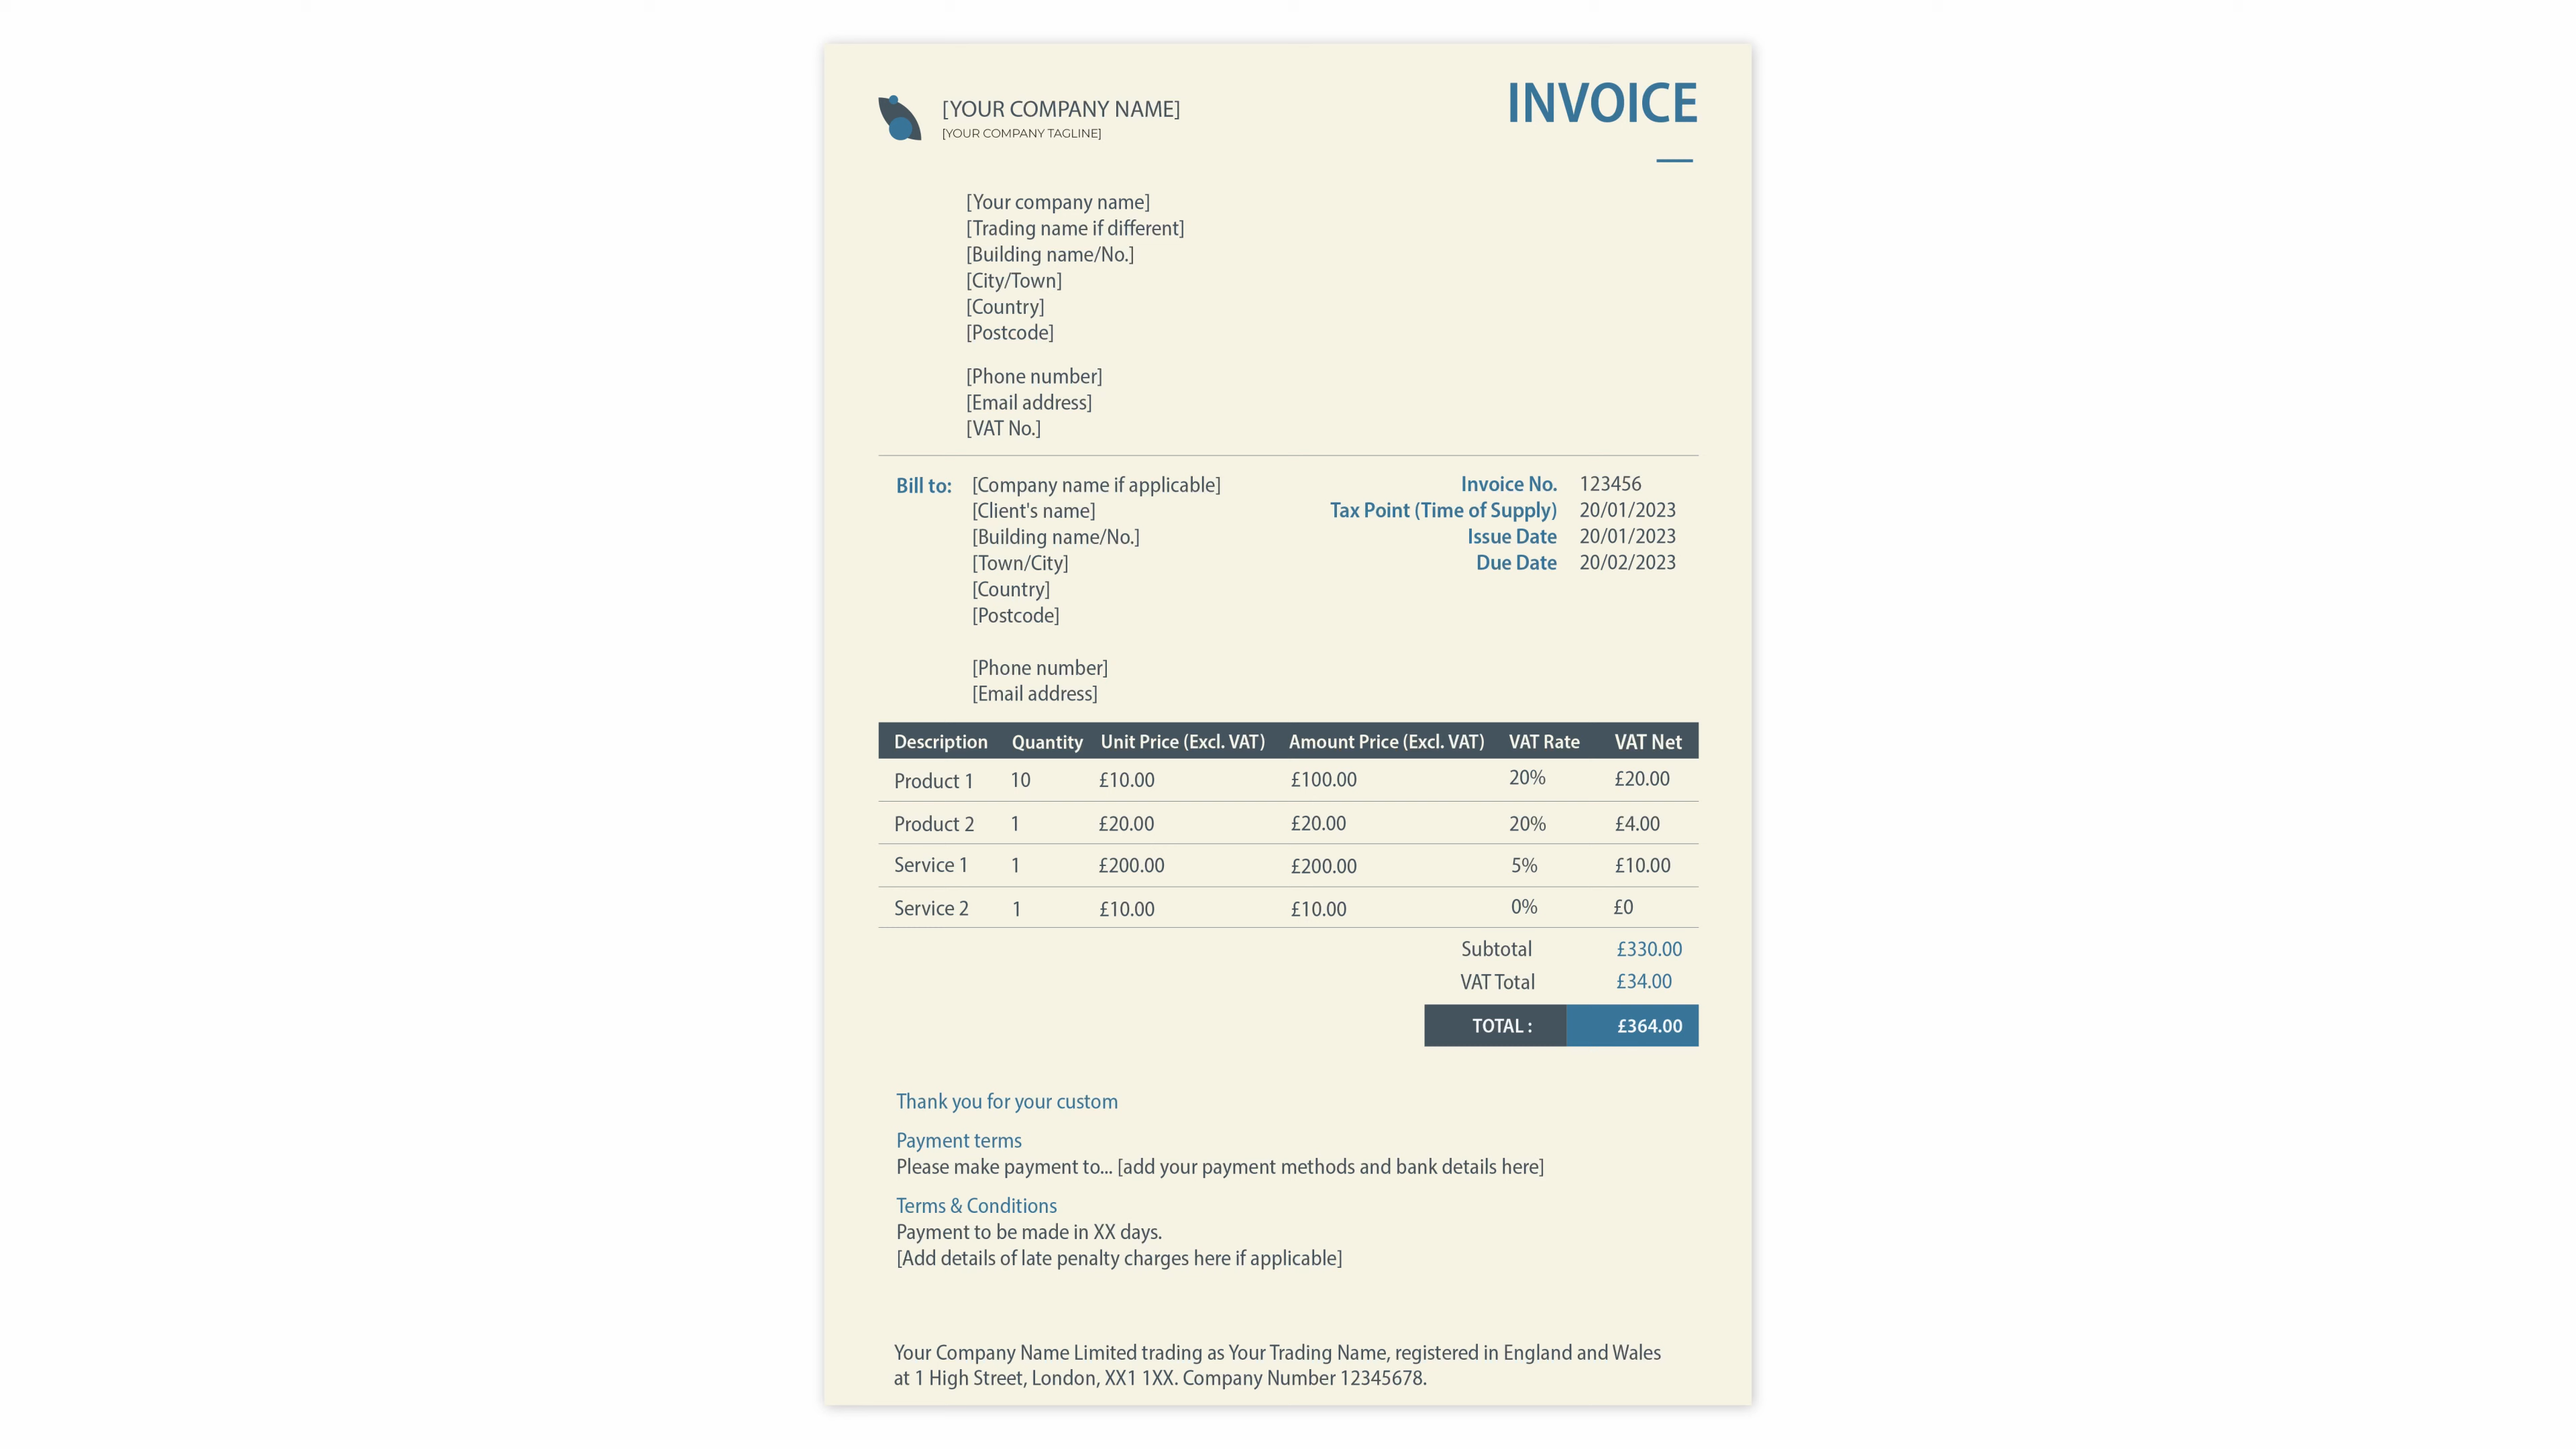 [YOUR COMPANY NAME]
[YOUR COMPANY TAGLINE]
INVOICE
[Your company name]
[Trading name if different]
[Building name/No.]
[City/Town]
[Country]
[Postcode]
[Phone number]
[Email address]
[VAT No.]
Bill to: [Company name if applicable]
[Client's name]
[Building name/No.]
[Town/City]
[Country]
[Postcode]
[Phone number]
[Email address]
Invoice No. 123456
Tax Point (Time of Supply) 20/01/2023
Issue Date 20/01/2023
Due Date 20/02/2023
Description Quantity Unit Price (Excl. VAT) Amount Price (Excl. VAT) VAT Rate VAT Net
Product 1 10 £10.00 £100.00 20% £20.00
Product 2 1 £20.00 £20.00 20% £4.00
Service 1 1 £200.00 £200.00 5% £10.00
Service 2 1 £10.00 £10.00 0% £0
Subtotal £330.00
VAT Total £34.00
TOTAL : £364.00
Thank you for your custom
Payment terms
Please make payment to... [add your payment methods and bank details here]
Terms & Conditions
Payment to be made in XX days.
[Add details of late penalty charges here if applicable]
Your Company Name Limited trading as Your Trading Name, registered in England and Wales
at 1 High Street, London, XX1 1XX. Company Number 12345678.